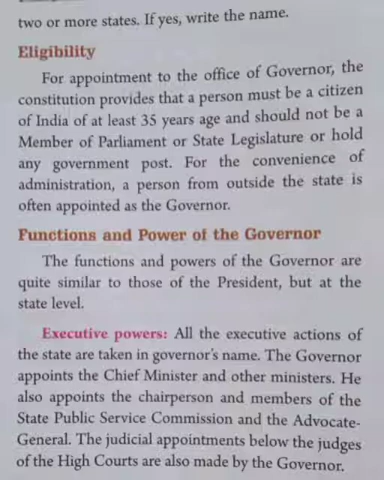 two or more states. If yes, write the name.
Eligibility
For appointment to the office of Governor, the
constitution provides that a person must be a citizen
of India of at least 35 years age and should not be a
Member of Parliament or State Legislature or hold
any government post. For the convenience of
administration, a person from outside the state is
often appointed as the Governor.
Functions and Power of the Governor
The functions and powers of the Governor are
quite similar to those of the President, but at the
state level.
Executive powers: All the executive actions of
the state are taken in governor's name. The Governor
appoints the Chief Minister and other ministers. He
also appoints the chairperson and members of the
State Public Service Commission and the Advocate-
General. The judicial appointments below the judges
of the High Courts are also made by the Governor.